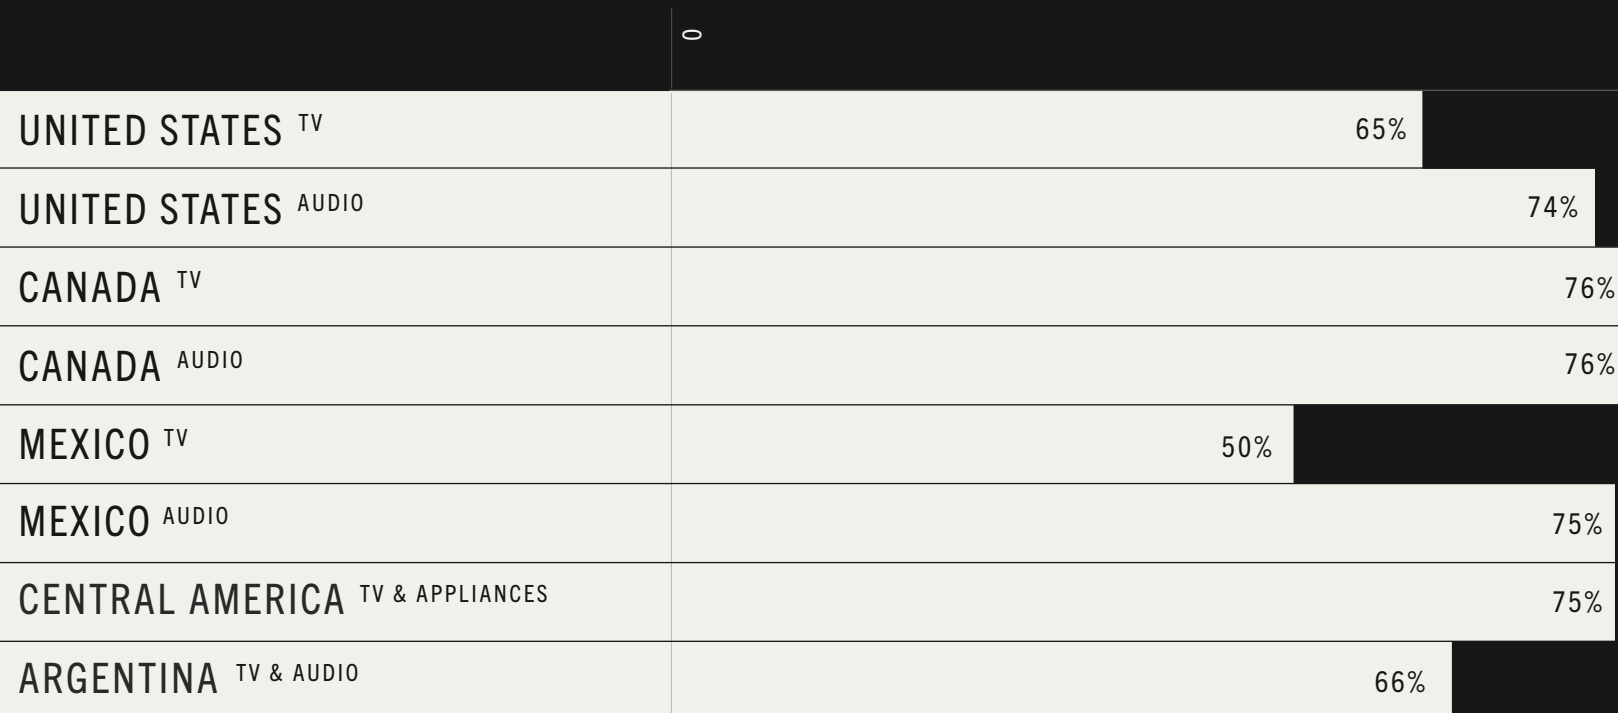 0
UNITED STATES TV 65%
UNITED STATES AUDIO 74%
CANADA TV 76%
CANADA AUDIO 76%
MEXICO TV 50%
MEXICO AUDIO 75%
CENTRAL AMERICA TV & APPLIANCES 75%
ARGENTINA TV & AUDIO 66%